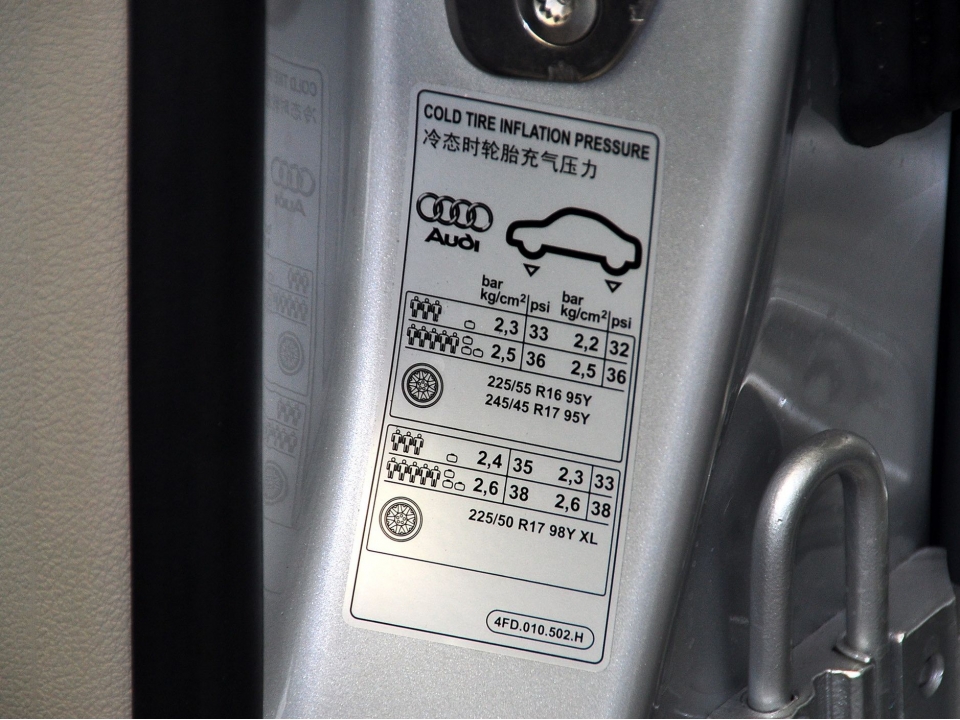 COLD TIRE INFLATION PRESSURE
冷态时轮胎充气压力
Audi
bar psi bar psi
kg/cm² kg/cm²
2,3 33 2,2 32
2,5 36 2,5 36
225/55 R16 95Y
245/45 R17 95Y
2,4 35 2,3 33
2,6 38 2,6 38
225/50 R17 98Y XL
4FD.010.502.H